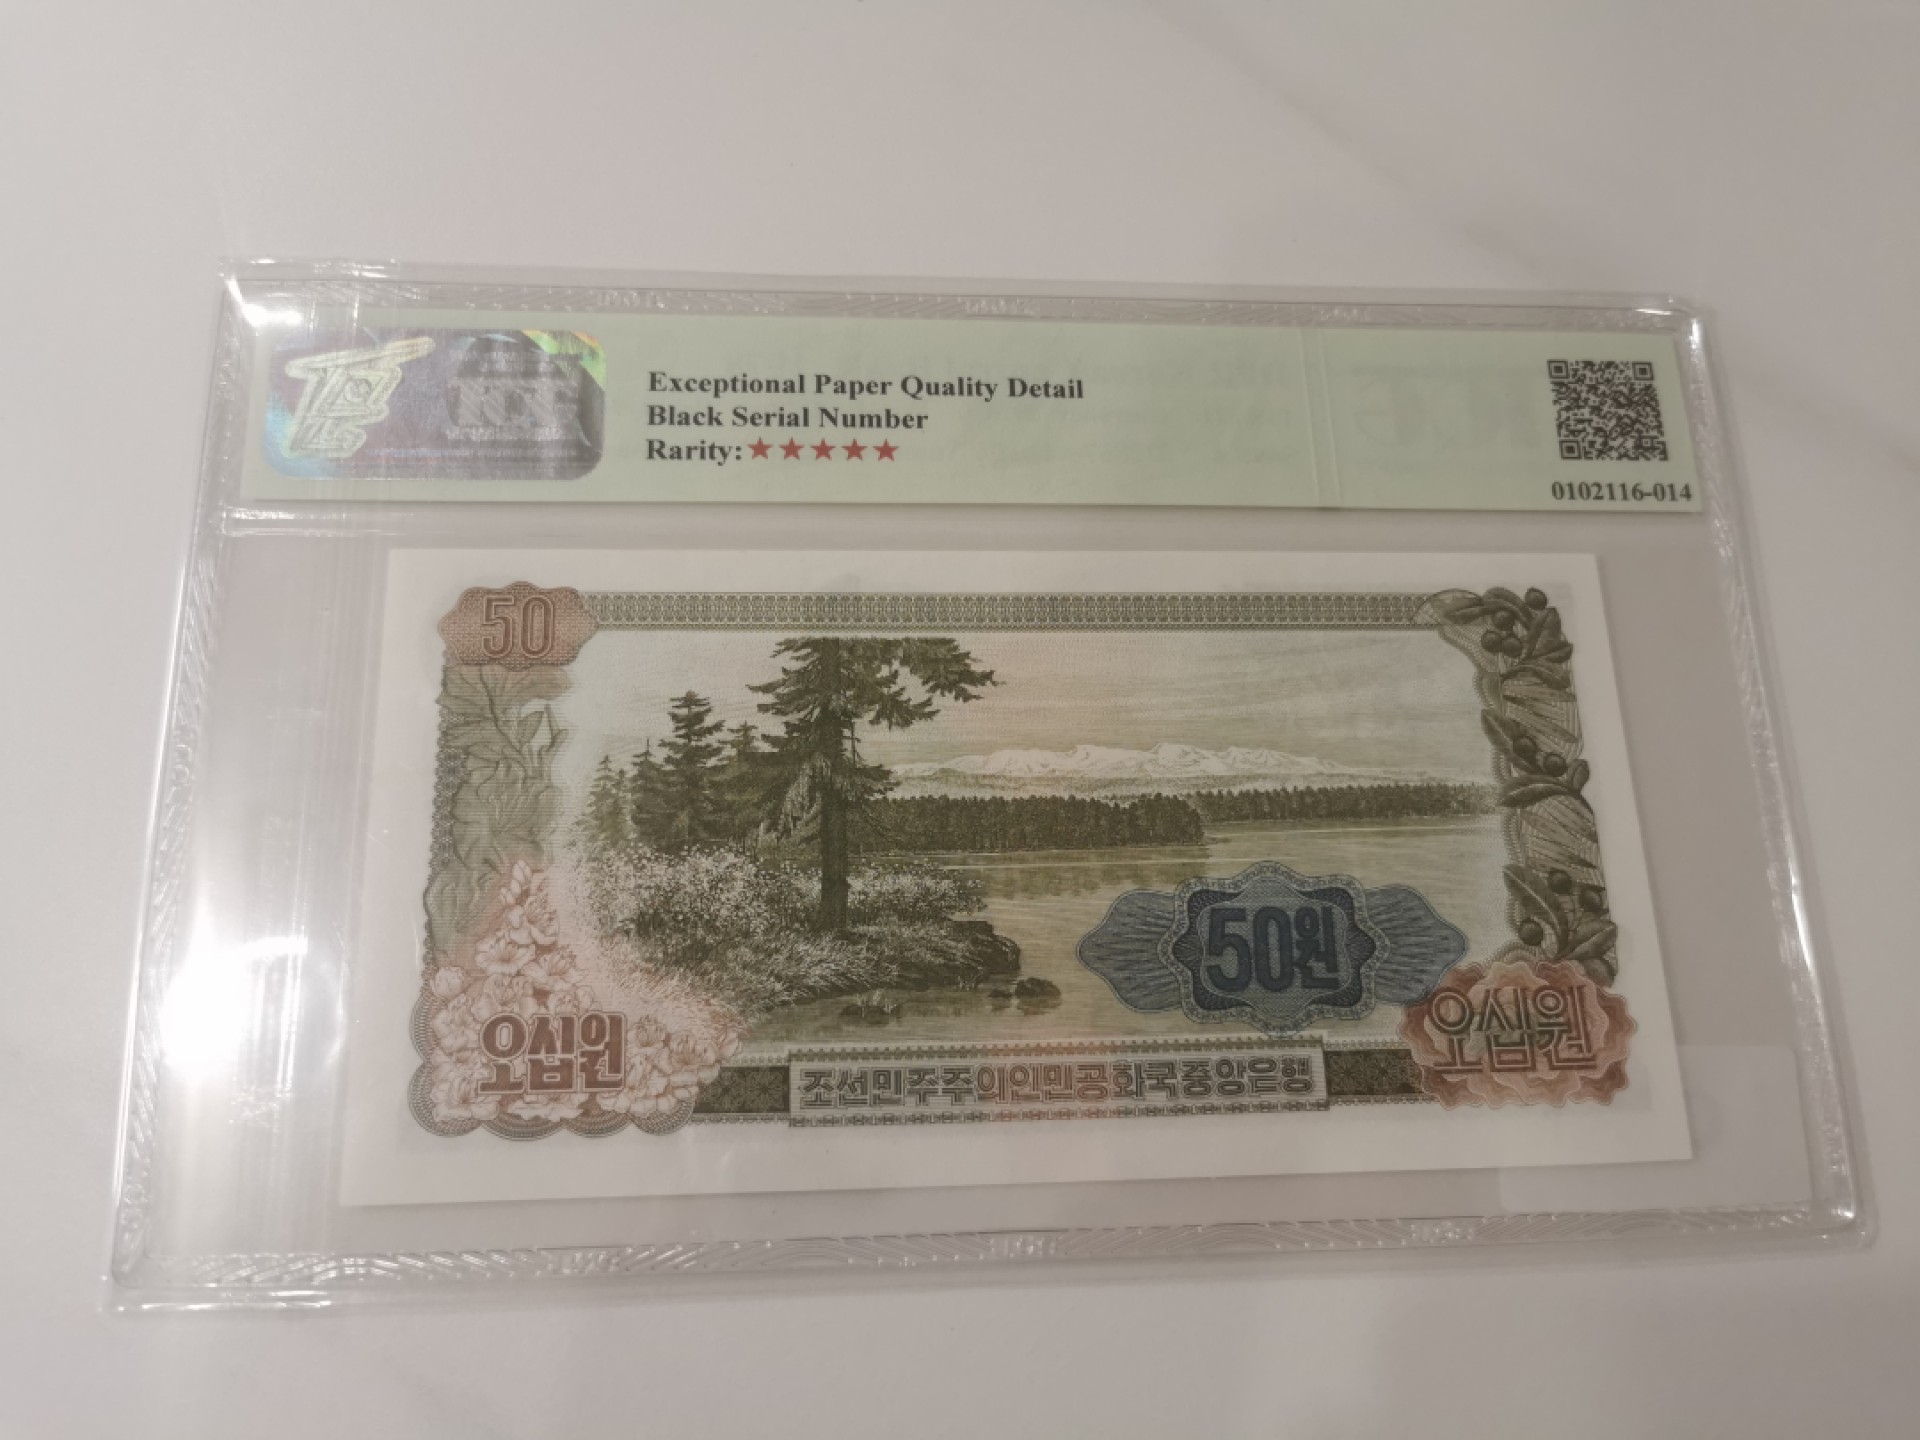 Exceptional Paper Quality Detail
Black Serial Number
Rarity:★★★★★
0102116-014
50
50원
오십원
오십원
조선민주주의인민공화국중앙은행